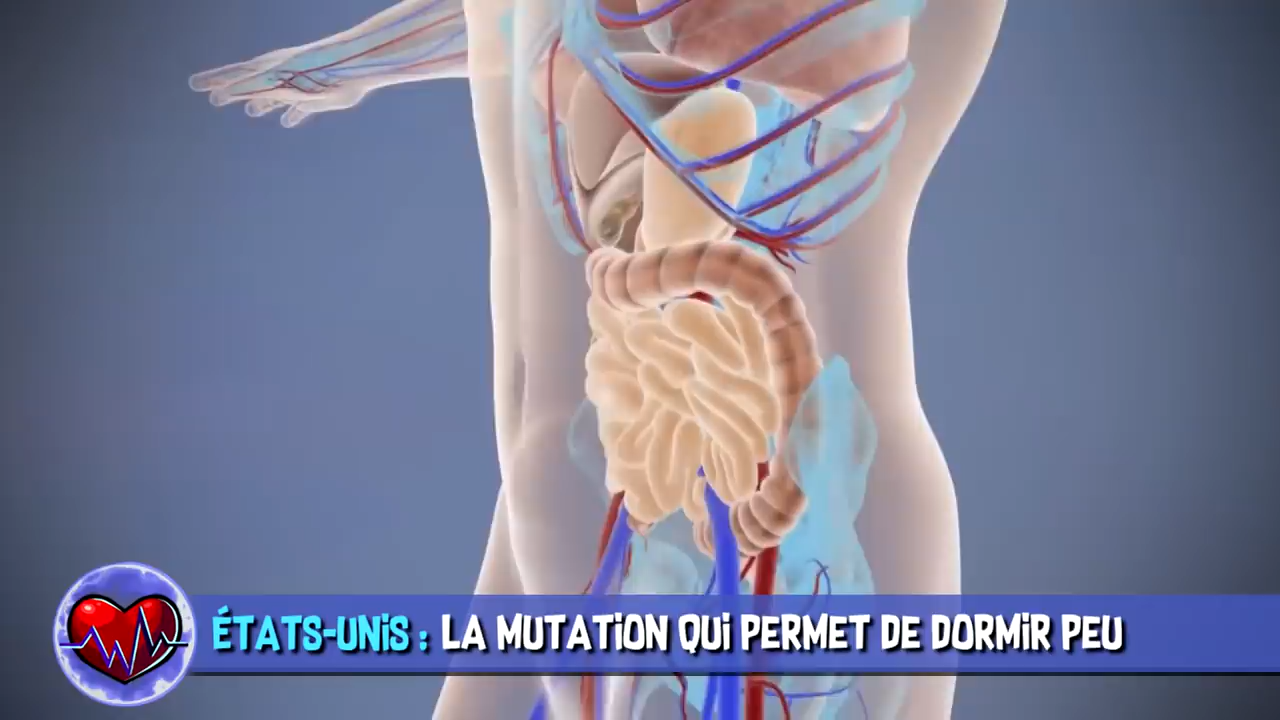 ÉTATS-UNiS : LA MUTATiON QUi PERMET DE DORMiR PEU